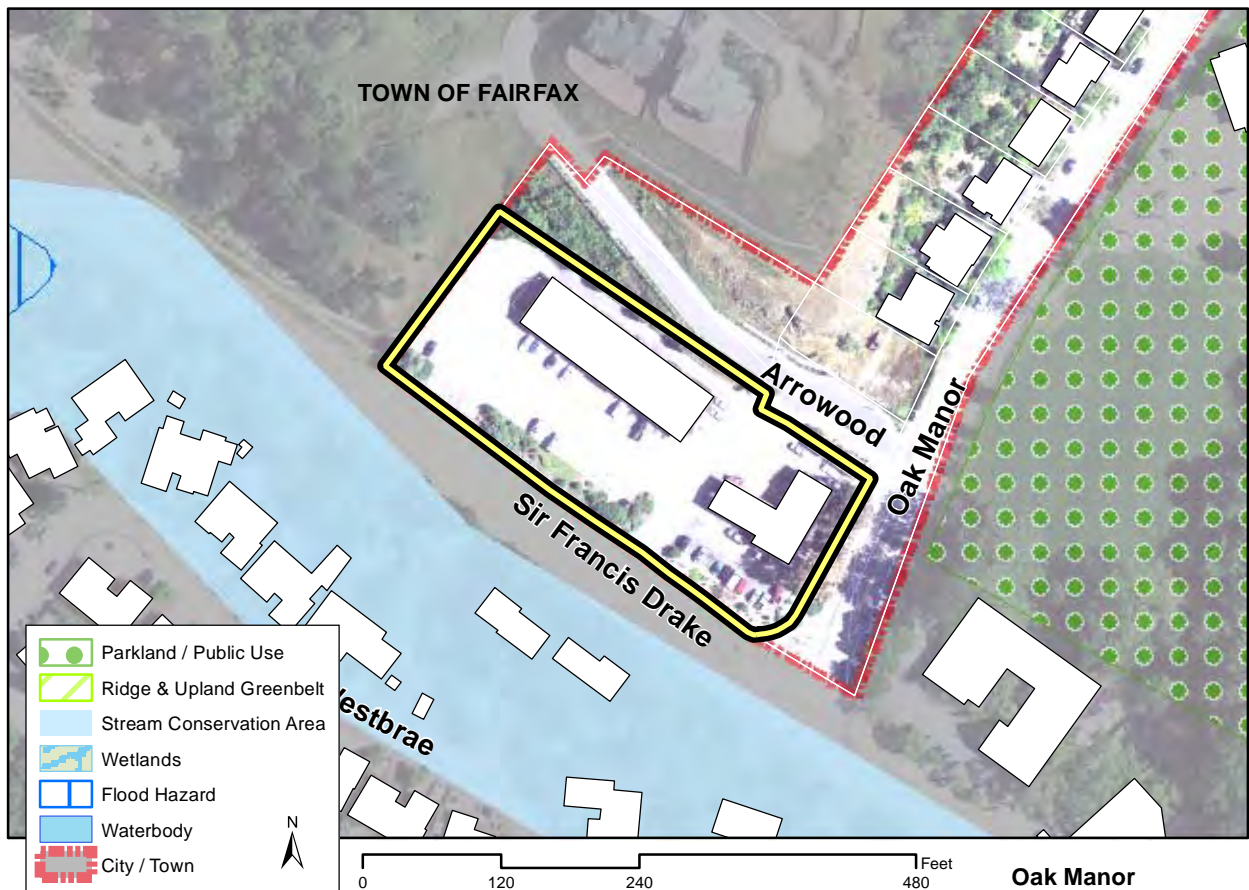 TOWN OF FAIRFAX
Arrowood
Oak Manor
Sir Francis Drake
Parkland / Public Use
Ridge & Upland Greenbelt
Stream Conservation Area
Wetlands
Flood Hazard
Waterbody
City / Town
N
estbrae
Feet
0 120 240 480
Oak Manor